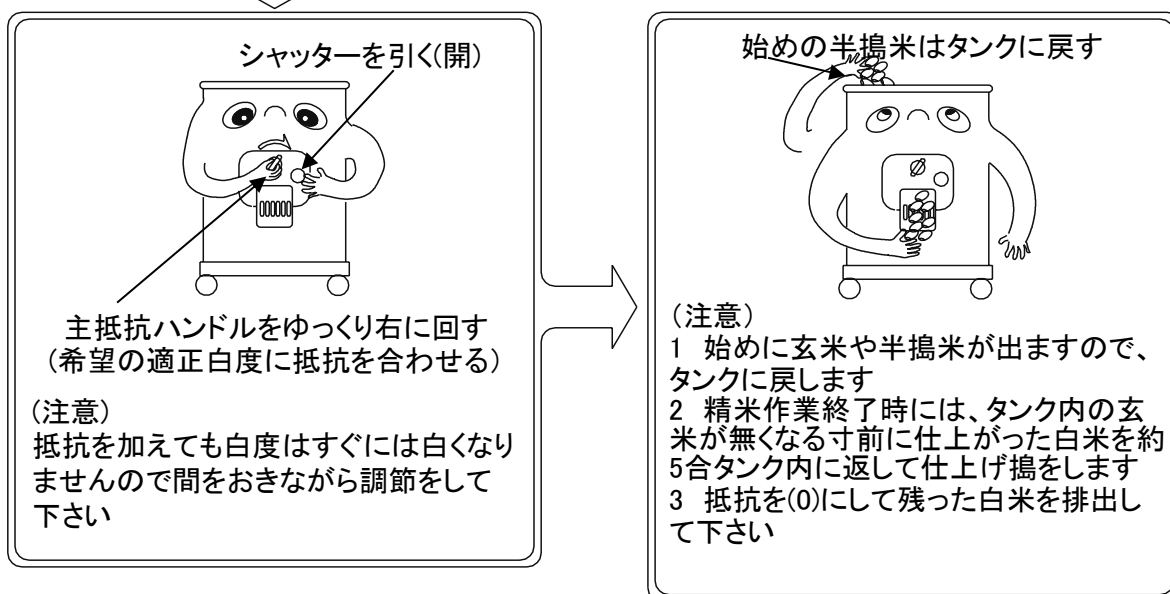 シャッターを引く(開)
主抵抗ハンドルをゆっくり右に回す
(希望の適正白度に抵抗を合わせる)
(注意)
抵抗を加えても白度はすぐには白くなり
ませんので間をおきながら調節をして
下さい
始めの半搗米はタンクに戻す
(注意)
1 始めに玄米や半搗米が出ますので、
タンクに戻します
2 精米作業終了時には、タンク内の玄
米が無くなる寸前に仕上がった白米を約
5合タンク内に返して仕上げ搗をします
3 抵抗を(0)にして残った白米を排出し
て下さい